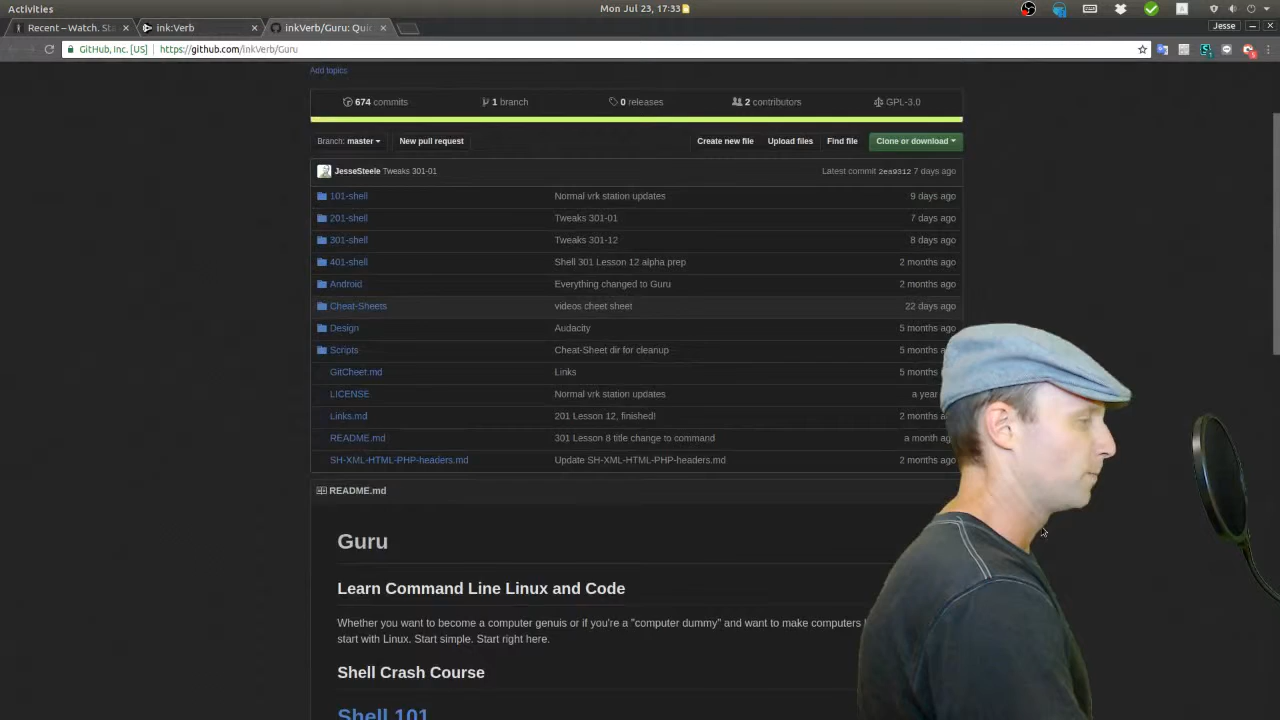 Activities
Mon Jul 23, 17:33
Recent – Watch. Sta
ink:Verb
inkVerb/Guru: Quic
Jesse
GitHub, Inc. [US] https://github.com/inkVerb/Guru
Add topics
674 commits 1 branch 0 releases 2 contributors GPL-3.0
Branch: master New pull request Create new file Upload files Find file Clone or download
JesseSteele Tweaks 301-01 Latest commit 2ea9312 7 days ago
101-shell Normal vrk station updates 9 days ago
201-shell Tweaks 301-01 7 days ago
301-shell Tweaks 301-12 8 days ago
401-shell Shell 301 Lesson 12 alpha prep 2 months ago
Android Everything changed to Guru 2 months ago
Cheat-Sheets videos cheet sheet 22 days ago
Design Audacity 5 months ago
Scripts Cheat-Sheet dir for cleanup 5 months
GitCheet.md Links 5 months
LICENSE Normal vrk station updates a year
Links.md 201 Lesson 12, finished! 2 months
README.md 301 Lesson 8 title change to command a month ag
SH-XML-HTML-PHP-headers.md Update SH-XML-HTML-PHP-headers.md 2 months ago
README.md
Guru
Learn Command Line Linux and Code
Whether you want to become a computer genuis or if you're a "computer dummy" and want to make computers
start with Linux. Start simple. Start right here.
Shell Crash Course
Shell 101